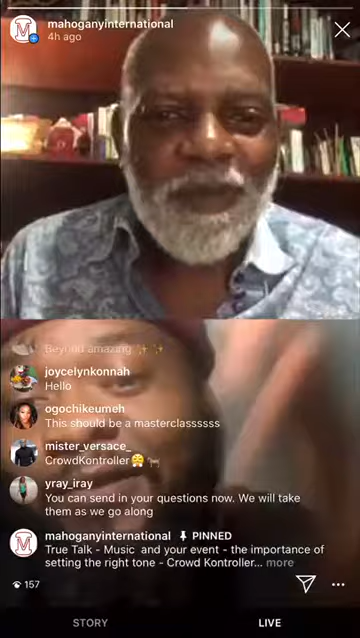 mahoganyinternational
4h ago
Beyond amazing ✨ ✨
joycelynkonnah
Hello
ogochikeumeh
This should be a masterclassssss
mister_versace_
CrowdKontroller😤🐐
yray_iray
You can send in your questions now. We will take
them as we go along
mahoganyinternational PINNED
True Talk - Music and your event - the importance of
setting the right tone - Crowd Kontroller... more
157
STORY
LIVE